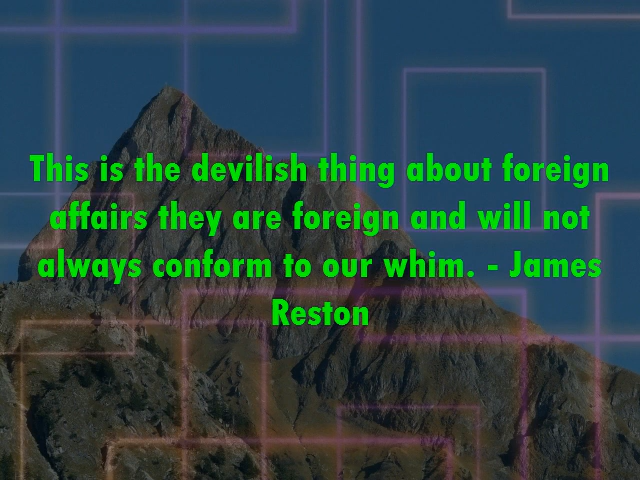 This is the devilish thing about foreign
affairs they are foreign and will not
always conform to our whim. - James
Reston